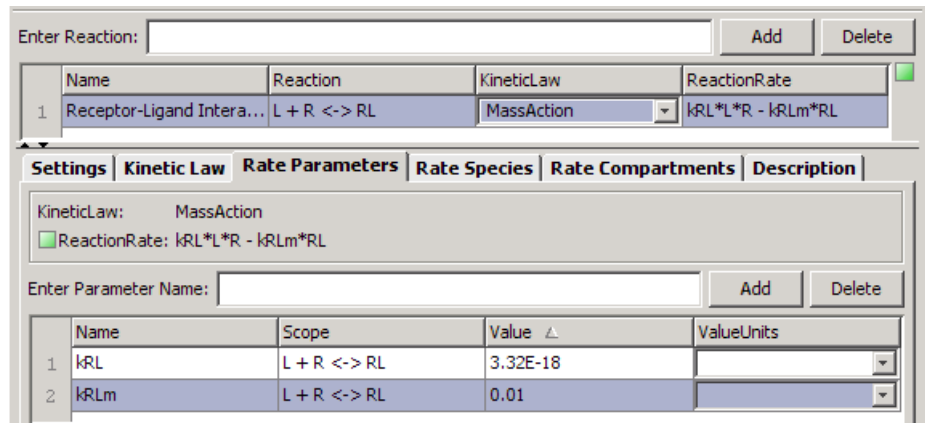 Enter Reaction: Add Delete
Name Reaction KineticLaw ReactionRate
1 Receptor-Ligand Intera... L + R <-> RL MassAction kRL*L*R - kRLm*RL
Settings Kinetic Law Rate Parameters Rate Species Rate Compartments Description
KineticLaw: MassAction
ReactionRate: kRL*L*R - kRLm*RL
Enter Parameter Name: Add Delete
Name Scope Value ValueUnits
1 kRL L + R <-> RL 3.32E-18
2 kRLm L + R <-> RL 0.01